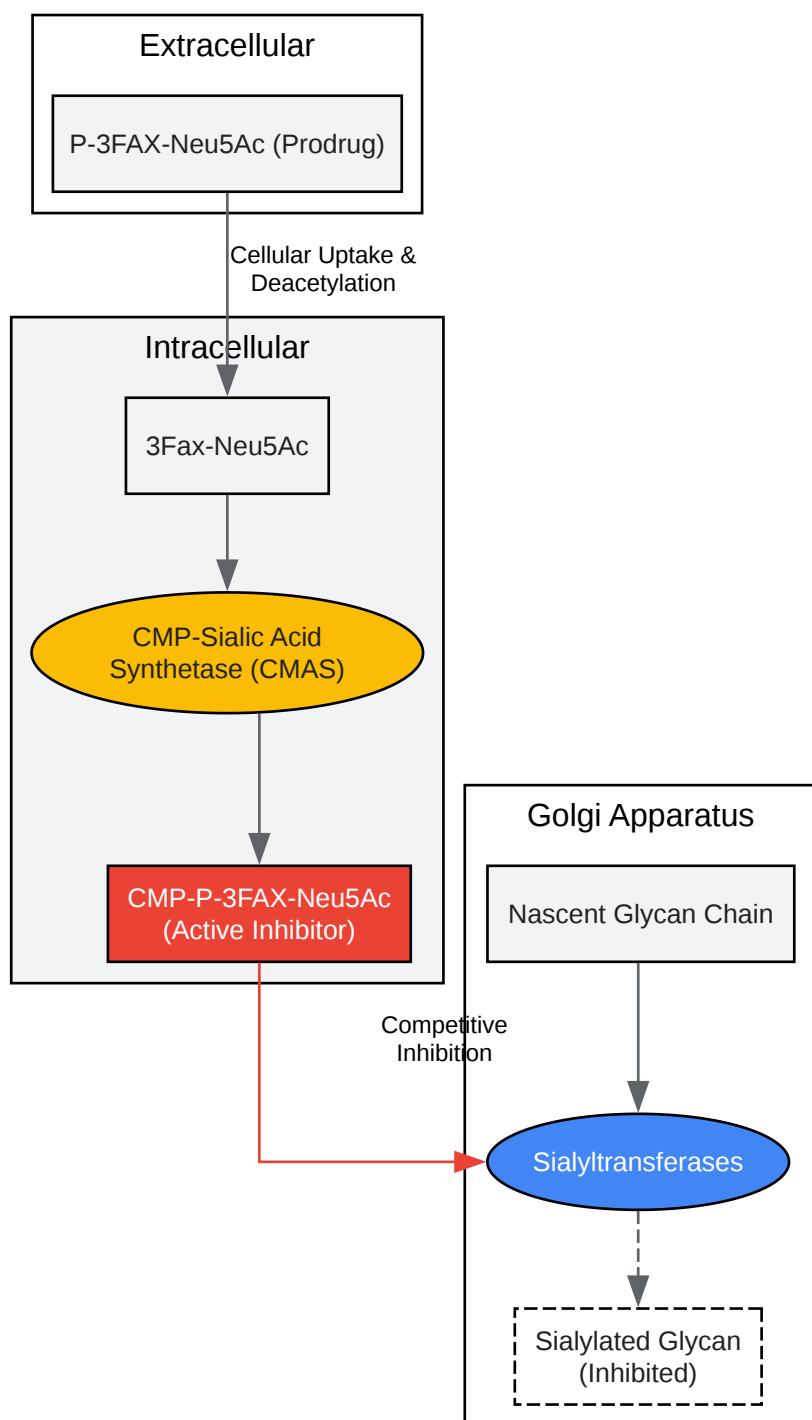 Extracellular
P-3FAX-Neu5Ac (Prodrug)
Cellular Uptake &
Deacetylation
Intracellular
3Fax-Neu5Ac
CMP-Sialic Acid
Synthetase (CMAS)
CMP-P-3FAX-Neu5Ac
(Active Inhibitor)
Golgi Apparatus
Nascent Glycan Chain
Competitive
Inhibition
Sialyltransferases
Sialylated Glycan
(Inhibited)